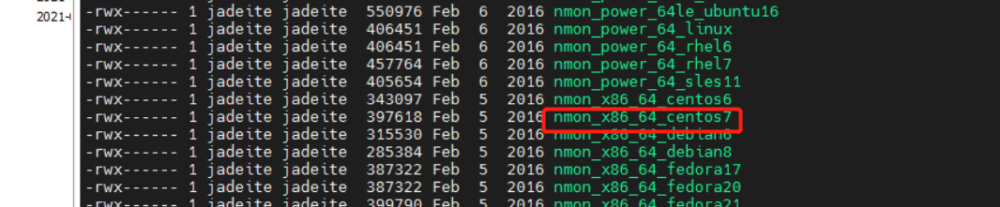 -rwx------ 1 jadeite jadeite 550976 Feb 6 2016 nmon_power_64le_ubuntu16
2021-
-rwx------ 1 jadeite jadeite 406451 Feb 6 2016 nmon_power_64_linux
-rwx------ 1 jadeite jadeite 406451 Feb 6 2016 nmon_power_64_rhel6
-rwx------ 1 jadeite jadeite 457764 Feb 6 2016 nmon_power_64_rhel7
-rwx------ 1 jadeite jadeite 405654 Feb 6 2016 nmon_power_64_sles11
-rwx------ 1 jadeite jadeite 343097 Feb 5 2016 nmon_x86_64_centos6
-rwx------ 1 jadeite jadeite 397618 Feb 5 2016 nmon_x86_64_centos7
-rwx------ 1 jadeite jadeite 315530 Feb 5 2016 nmon_x86_64_debian6
-rwx------ 1 jadeite jadeite 285384 Feb 5 2016 nmon_x86_64_debian8
-rwx------ 1 jadeite jadeite 387322 Feb 5 2016 nmon_x86_64_fedora17
-rwx------ 1 jadeite jadeite 387322 Feb 5 2016 nmon_x86_64_fedora20
-rwx------ 1 jadeite jadeite 399790 Feb 5 2016 nmon_x86_64_fedora21